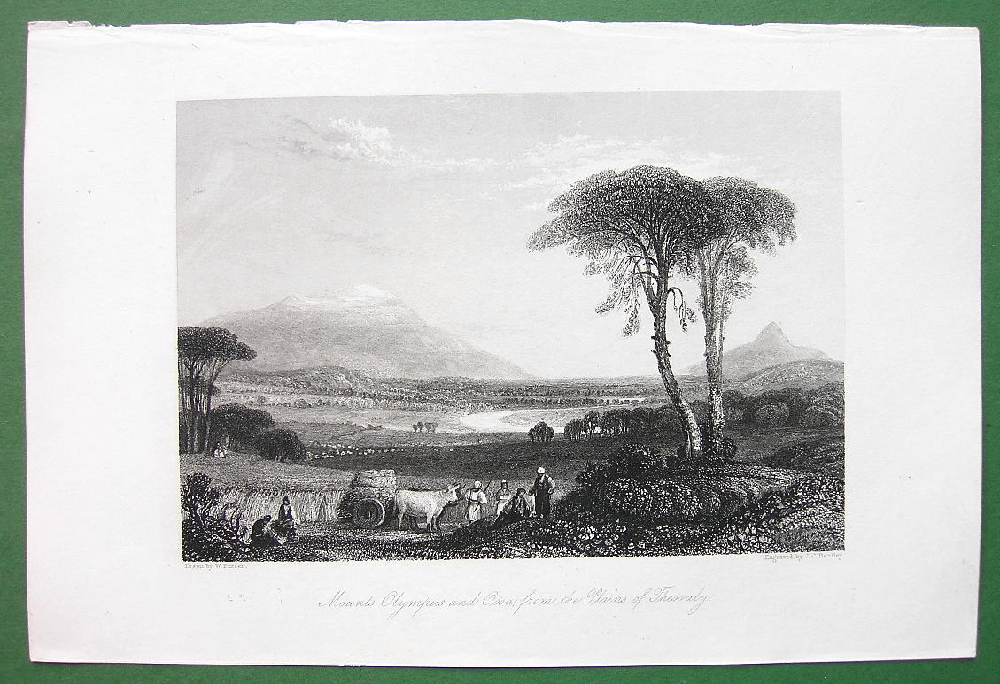 Drawn by W. Purser.
Engraved by J. C. Bentley
Mounts Olympus and Ossa, from the Plains of Thessaly.